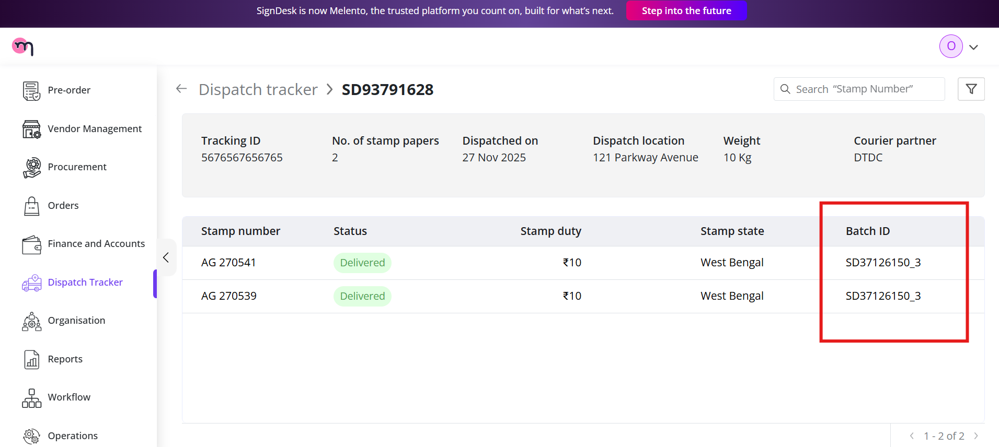 SignDesk is now Melento, the trusted platform you count on, built for what's next. Step into the future
O
Pre-order
Vendor Management
Procurement
Orders
Finance and Accounts
Dispatch Tracker
Organisation
Reports
Workflow
Operations
Dispatch tracker > SD93791628
Search “Stamp Number”
Tracking ID No. of stamp papers Dispatched on Dispatch location Weight Courier partner
5676567656765 2 27 Nov 2025 121 Parkway Avenue 10 Kg DTDC
Stamp number Status Stamp duty Stamp state Batch ID
AG 270541 Delivered ₹10 West Bengal SD37126150_3
AG 270539 Delivered ₹10 West Bengal SD37126150_3
1 - 2 of 2